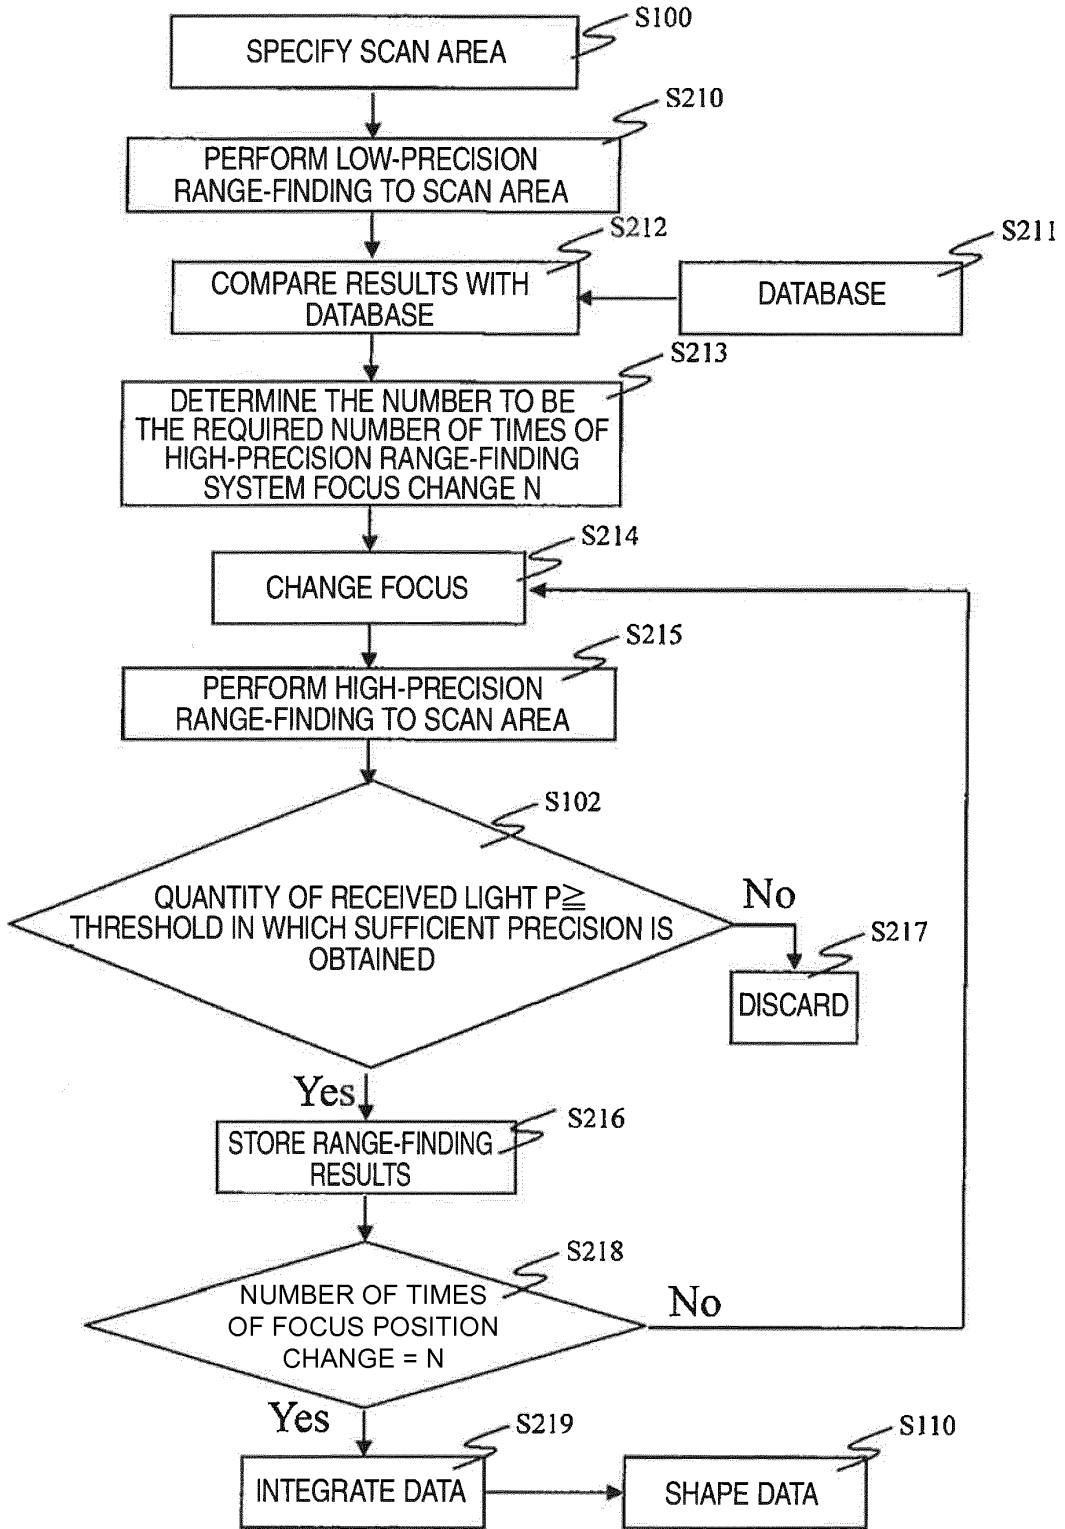 S100
SPECIFY SCAN AREA
S210
PERFORM LOW-PRECISION
RANGE-FINDING TO SCAN AREA
S212
COMPARE RESULTS WITH
DATABASE
S211
DATABASE
S213
DETERMINE THE NUMBER TO BE
THE REQUIRED NUMBER OF TIMES OF
HIGH-PRECISION RANGE-FINDING
SYSTEM FOCUS CHANGE N
S214
CHANGE FOCUS
S215
PERFORM HIGH-PRECISION
RANGE-FINDING TO SCAN AREA
S102
QUANTITY OF RECEIVED LIGHT P≧
THRESHOLD IN WHICH SUFFICIENT PRECISION IS
OBTAINED
No
S217
DISCARD
Yes
S216
STORE RANGE-FINDING
RESULTS
S218
NUMBER OF TIMES
OF FOCUS POSITION
CHANGE = N
No
Yes
S219
INTEGRATE DATA
S110
SHAPE DATA